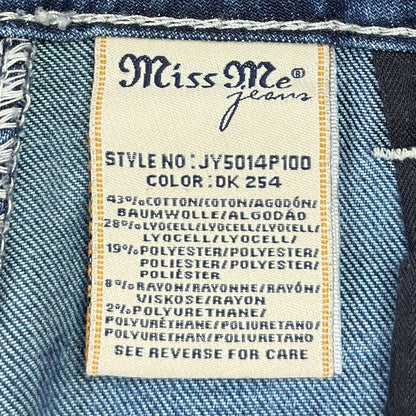 Miss Me®
jeans
STYLE NO: JY5014P100
COLOR: DK 254
43%COTTON/COTON/AGODÓN/
BAUMWOLLE/ALGODÃO
28%LYOCELL/LYOCELL/LYOCELL/
LYOCELL/LYOCELL/
19%POLYESTER/POLYESTER/
POLIESTER/POLYESTER/
POLIÉSTER
8%RAYON/RAYONNE/RAYÓN/
VISKOSE/RAYON
2%POLYURETHANE/
POLYURÉTHANE/POLIURETANO/
POLYURETHAN/POLIURETANO
SEE REVERSE FOR CARE